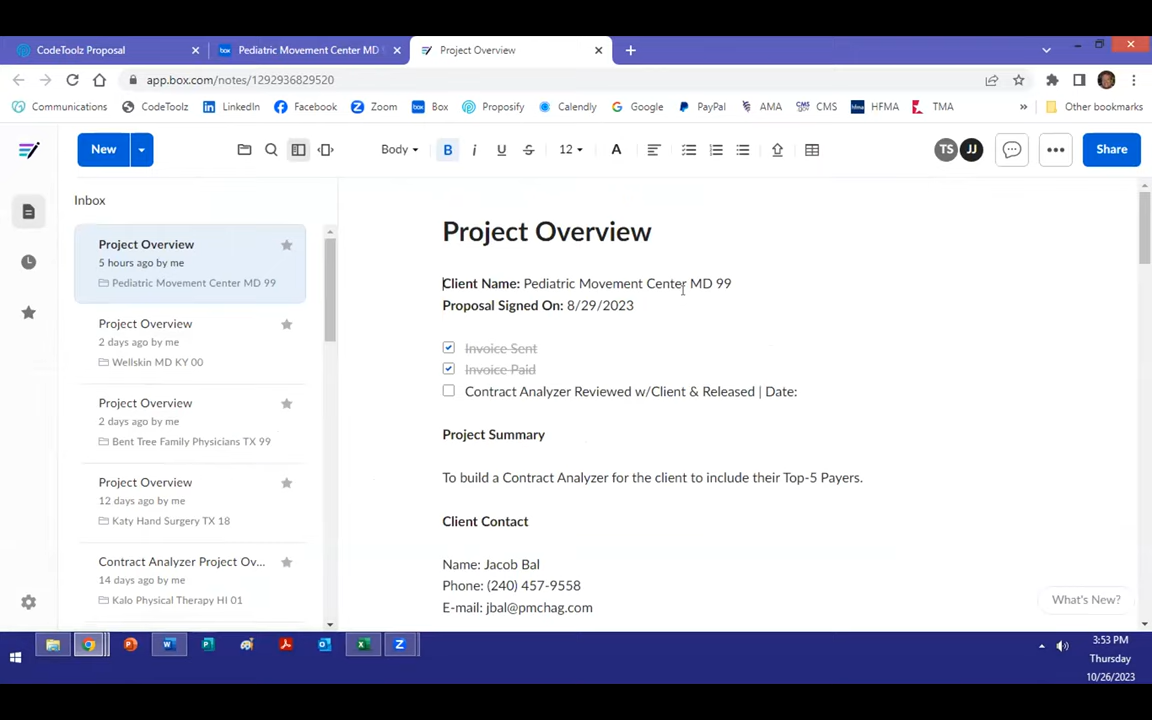 CodeToolz Proposal
Pediatric Movement Center MD
Project Overview
app.box.com/notes/1292936829520
Communications CodeToolz LinkedIn Facebook Zoom Box Proposify Calendly Google PayPal AMA CMS HFMA TMA » Other bookmarks
New Body B i U S 12 A TS JJ Share
Inbox
Project Overview
5 hours ago by me
Pediatric Movement Center MD 99
Project Overview
2 days ago by me
Wellskin MD KY 00
Project Overview
2 days ago by me
Bent Tree Family Physicians TX 99
Project Overview
12 days ago by me
Katy Hand Surgery TX 18
Contract Analyzer Project Ov...
14 days ago by me
Kalo Physical Therapy HI 01
Project Overview
Client Name: Pediatric Movement Center MD 99
Proposal Signed On: 8/29/2023
Invoice Sent
Invoice Paid
Contract Analyzer Reviewed w/Client & Released | Date:
Project Summary
To build a Contract Analyzer for the client to include their Top-5 Payers.
Client Contact
Name: Jacob Bal
Phone: (240) 457-9558
E-mail: jbal@pmchag.com
What's New?
3:53 PM
Thursday
10/26/2023